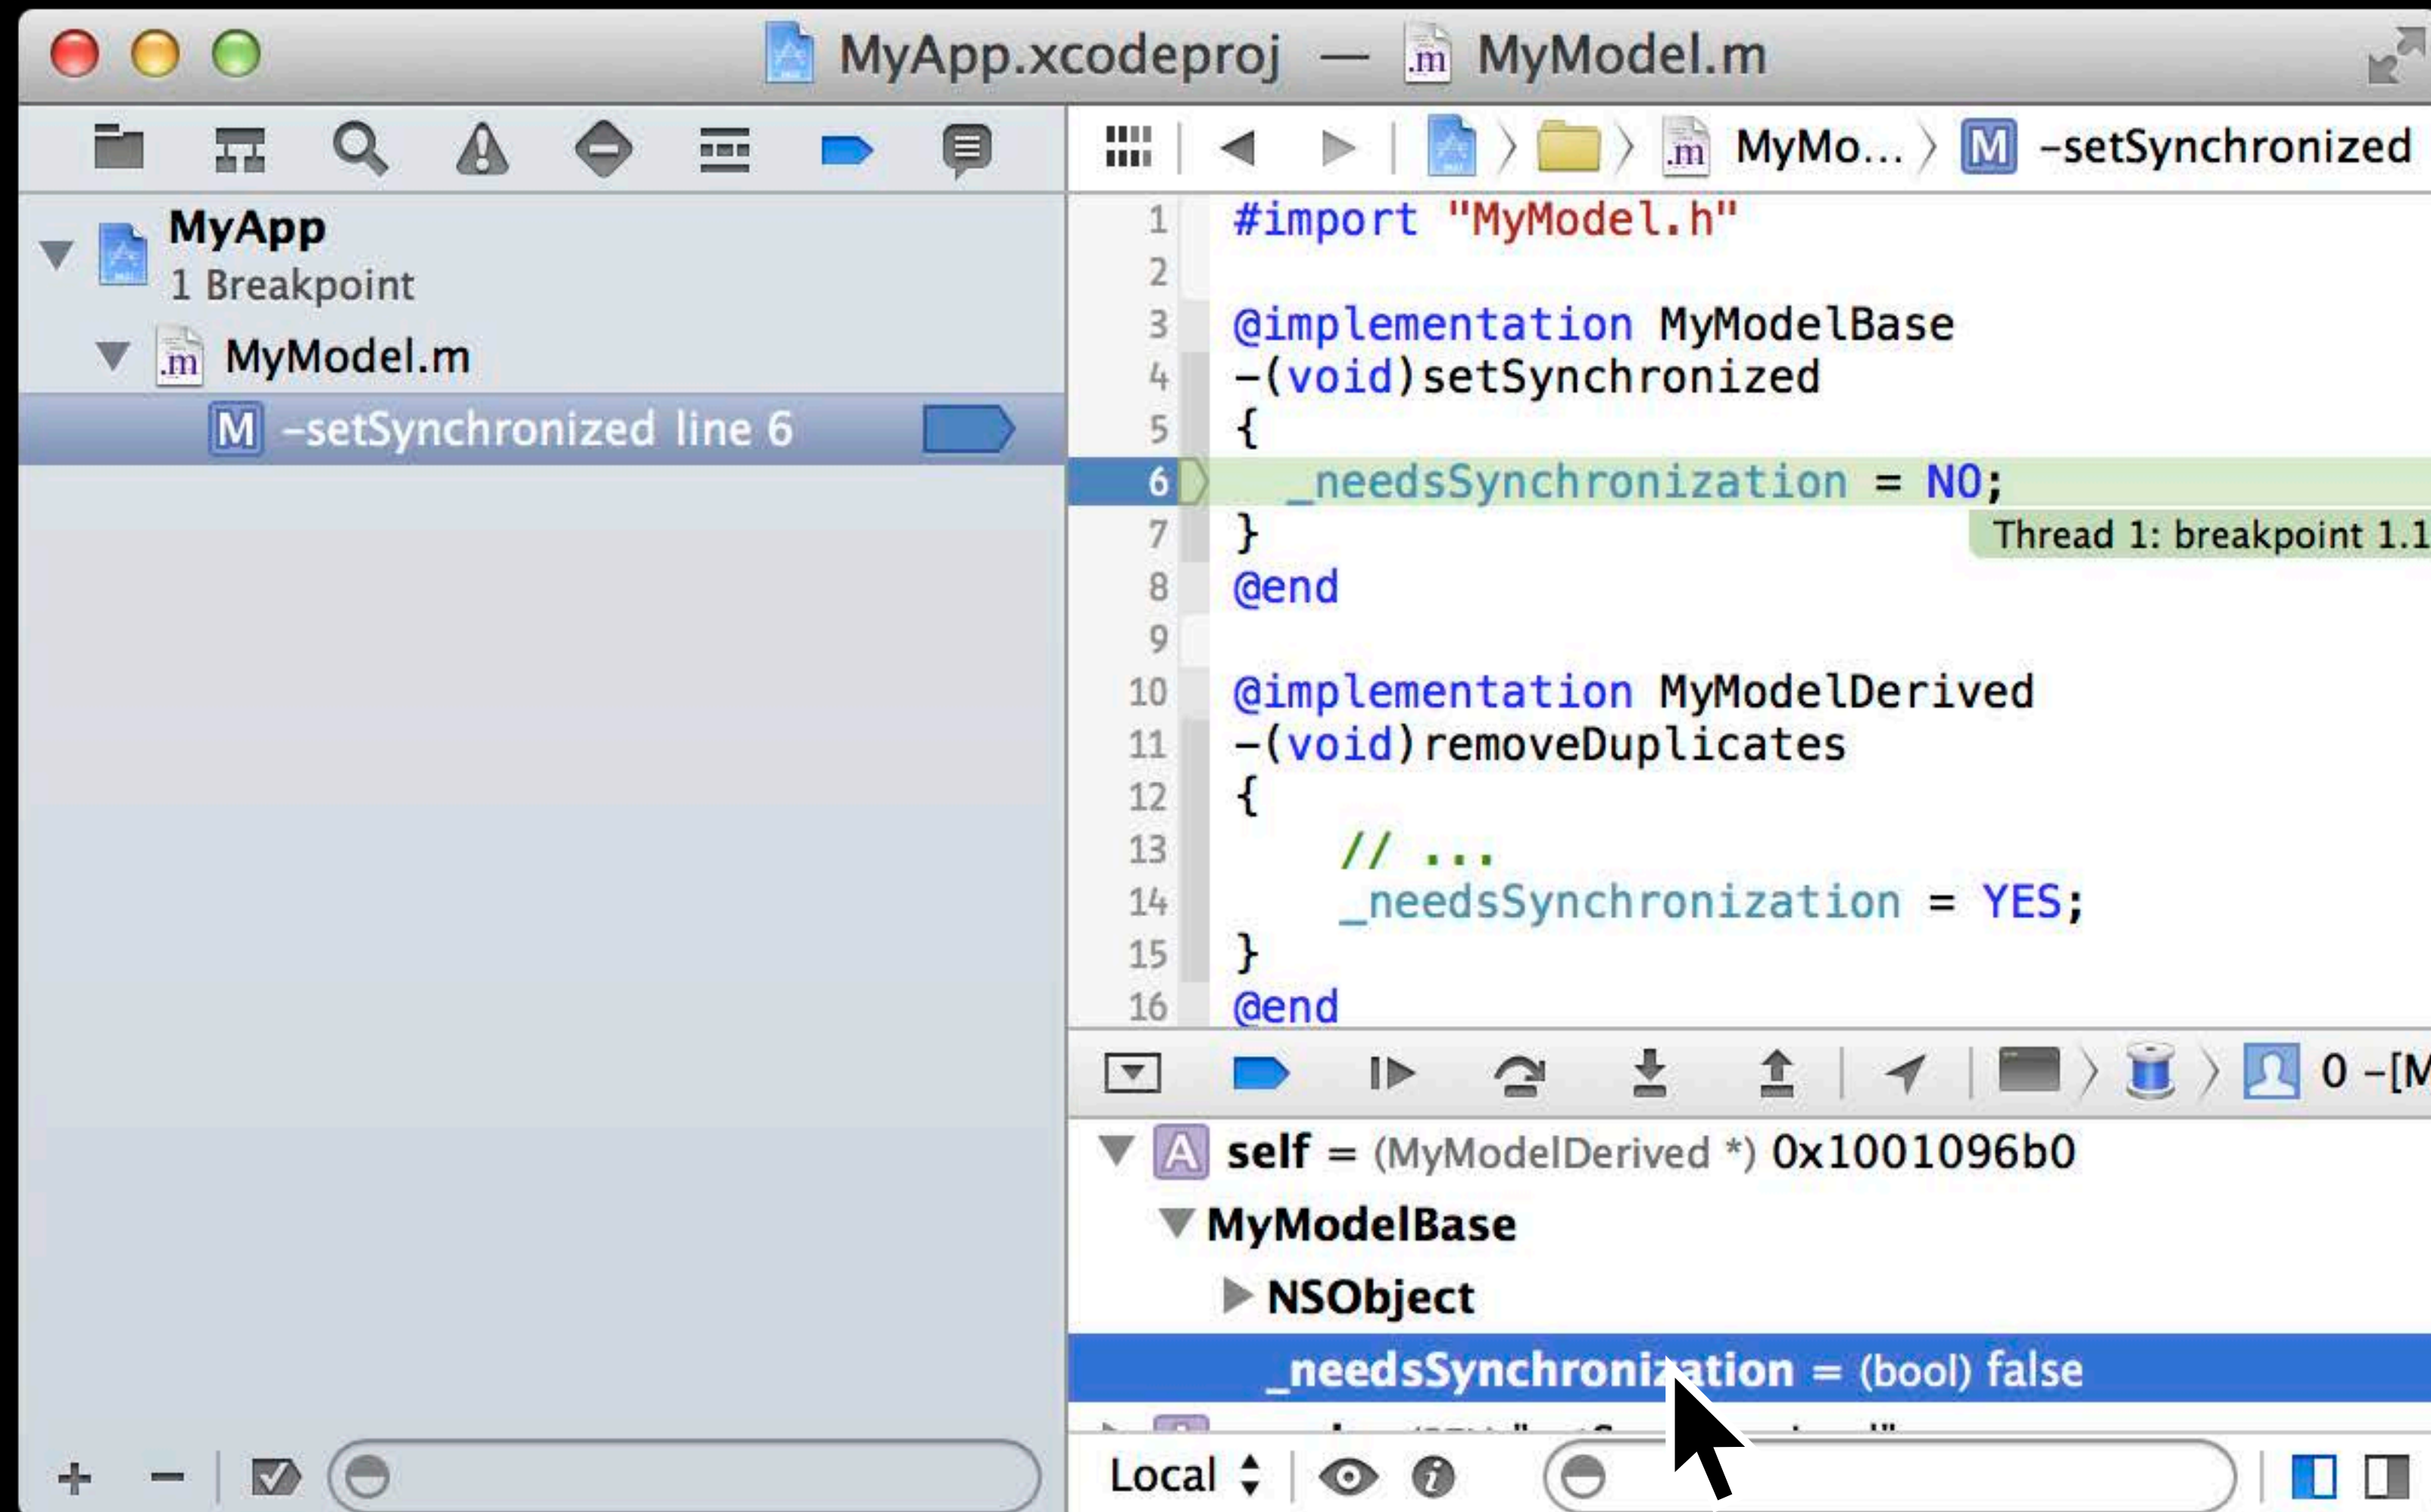 MyApp.xcodeproj — MyModel.m
MyApp
1 Breakpoint
MyModel.m
M -setSynchronized line 6
MyMo... M -setSynchronized
1 #import "MyModel.h"
2
3 @implementation MyModelBase
4 -(void)setSynchronized
5 {
6 _needsSynchronization = NO;
7 }
Thread 1: breakpoint 1.1
8 @end
9
10 @implementation MyModelDerived
11 -(void)removeDuplicates
12 {
13 // ...
14 _needsSynchronization = YES;
15 }
16 @end
0 -[M
A self = (MyModelDerived *) 0x1001096b0
MyModelBase
NSObject
_needsSynchronization = (bool) false
Local